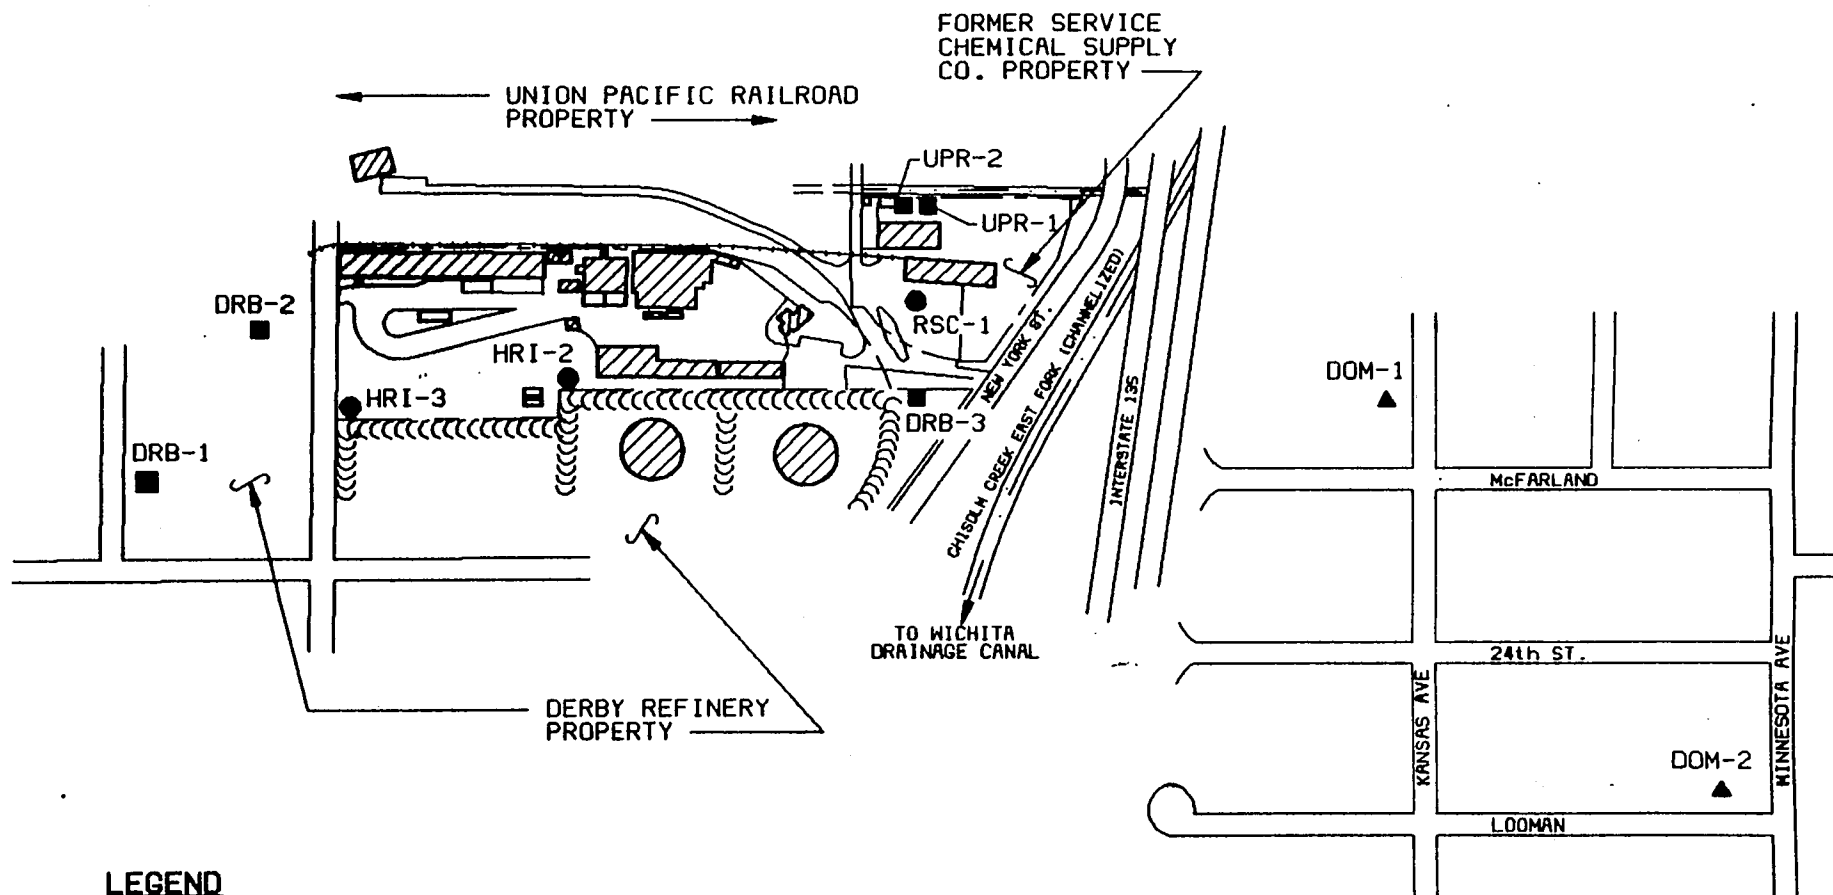 FORMER SERVICE
CHEMICAL SUPPLY
CO. PROPERTY
UNION PACIFIC RAILROAD
PROPERTY
UPR-2
UPR-1
DRB-2
RSC-1
HRI-2
HRI-3
DRB-3
DRB-1
NEW YORK ST.
CHISOLM CREEK EAST FORK (CHANNELIZED)
INTERSTATE 135
DOM-1
McFARLAND
TO WICHITA
DRAINAGE CANAL
24th ST.
KANSAS AVE
MINNESOTA AVE
DERBY REFINERY
PROPERTY
DOM-2
LOOMAN
LEGEND